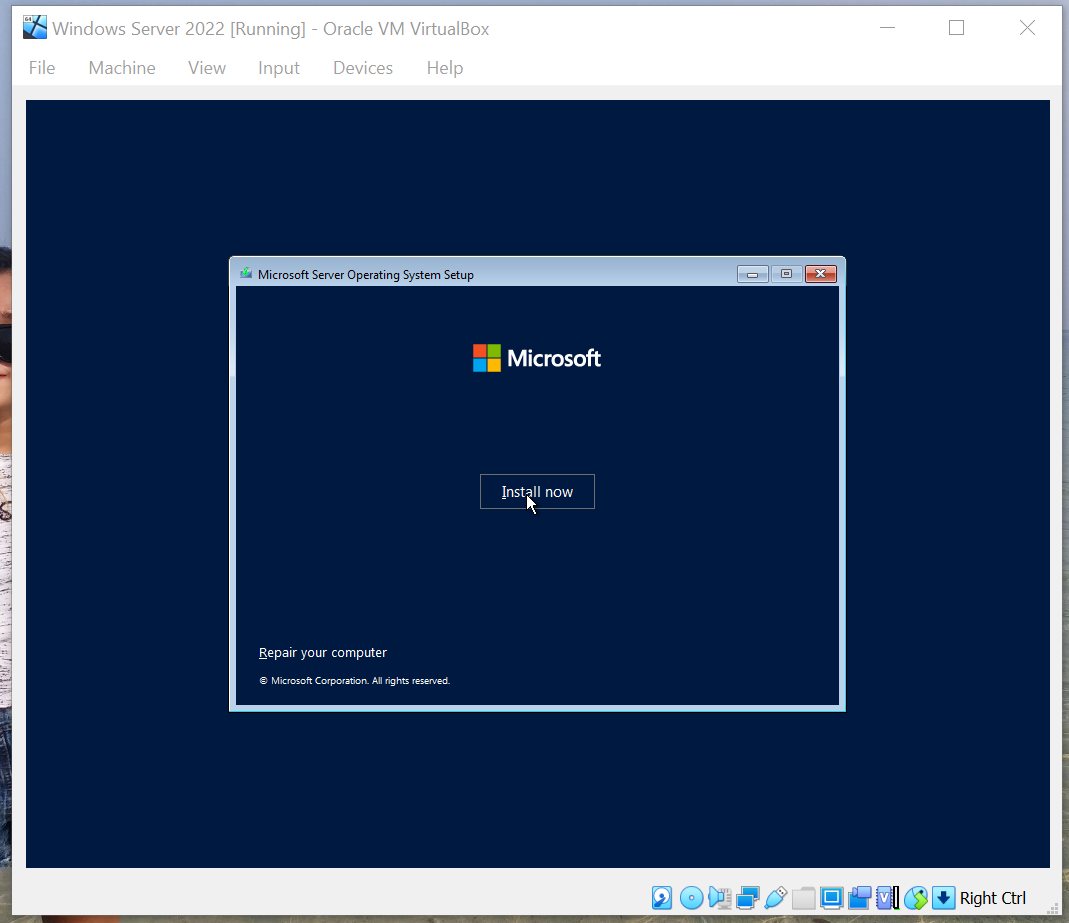 Windows Server 2022 [Running] - Oracle VM VirtualBox
File Machine View Input Devices Help
Microsoft Server Operating System Setup
Microsoft
Install now
Repair your computer
© Microsoft Corporation. All rights reserved.
Right Ctrl